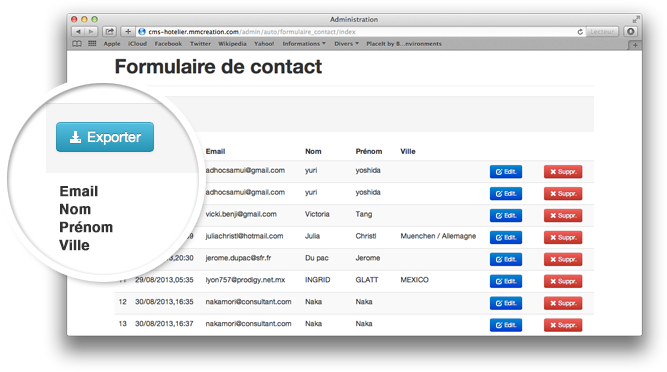 Administration
cms-hotelier.mmcreation.com/admin/auto/formulaire_contact/index
Lecteur
Apple iCloud Facebook Twitter Wikipedia Yahoo! Informations Divers PlaceIt by B...nvironments
Formulaire de contact
Exporter
Email
Nom
Prénom
Ville
Email Nom Prénom Ville
adhocsamui@gmail.com yuri yoshida Edit. Suppr.
adhocsamui@gmail.com yuri yoshida Edit. Suppr.
vicki.benji@gmail.com Victoria Tang Edit. Suppr.
9 juliachristl@hotmail.com Julia Christl Muenchen / Allemagne Edit. Suppr.
,20:30 jerome.dupac@sfr.fr Du pac Jerome Edit. Suppr.
11 29/08/2013,05:35 lyon757@prodigy.net.mx INGRID GLATT MEXICO Edit. Suppr.
12 30/08/2013,16:35 nakamori@consultant.com Naka Naka Edit. Suppr.
13 30/08/2013,16:37 nakamori@consultant.com Naka Naka Edit. Suppr.